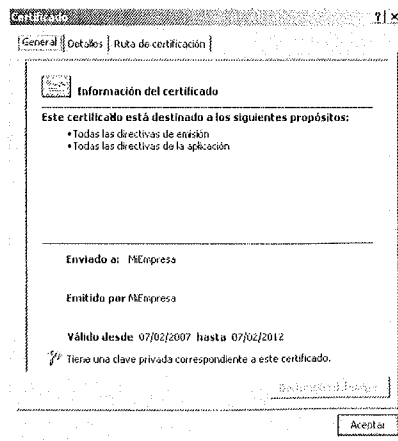 Certificado ? ×
General Detalles Ruta de certificación
Información del certificado
Este certificado está destinado a los siguientes propósitos:
•Todas las directivas de emisión
•Todas las directivas de la aplicación
Enviado a: MiEmpresa
Emitido por MiEmpresa
Válido desde 07/02/2007 hasta 07/02/2012
Tiene una clave privada correspondiente a este certificado.
Aceptar